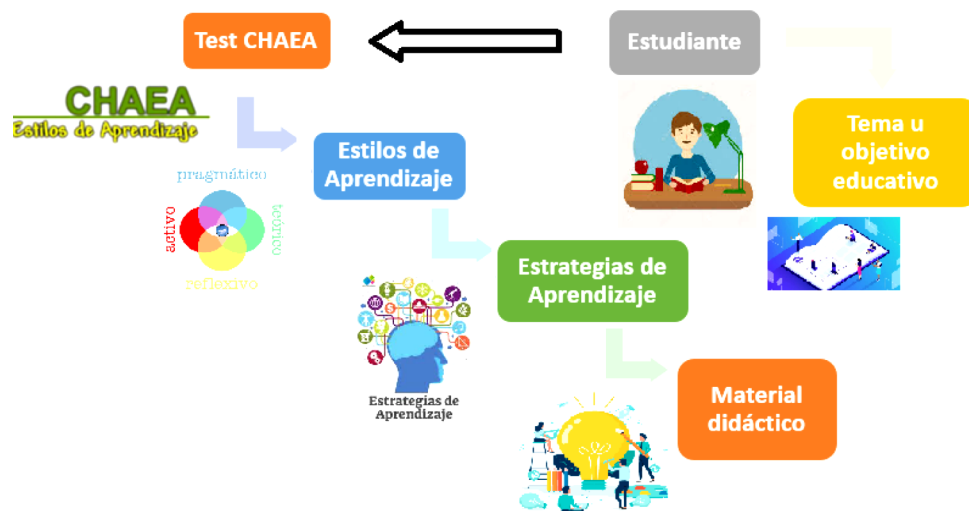 Test CHAEA
Estudiante
CHAEA
Estilos de Aprendizaje
Tema u
objetivo
educativo
Estilos de
Aprendizaje
pragmático
activo
teórico
reflexivo
Estrategias de
Aprendizaje
Estrategias de
Aprendizaje
Material
didáctico